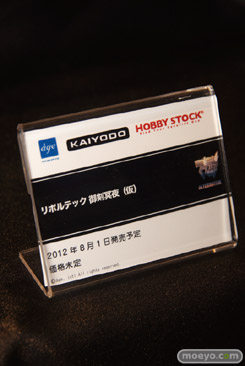 age
KAIYODO
HOBBY STOCK
リボルテック 御剣冥夜 (仮)
2012年8月1日発売予定
価格未定
moeyo.com